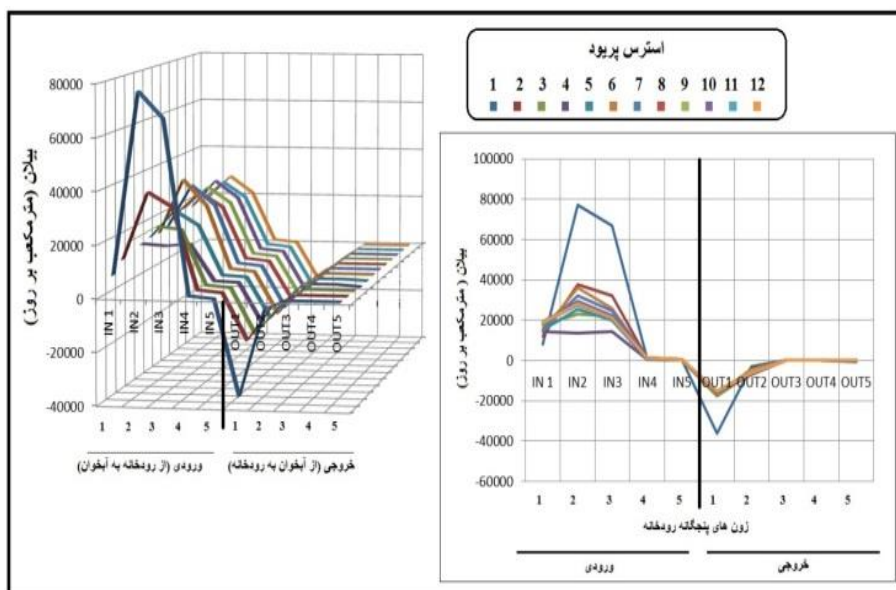 استرس پریود
1 2 3 4 5 6 7 8 9 10 11 12
بیلان (مترمکعب بر روز)
80000
60000
40000
20000
0
-20000
-40000
IN 1 IN2 IN3 IN4 IN 5 OUT3 OUT4 OUT5
1 2 3 4 5 1 2 3 4 5
ورودی (از رودخانه به آبخوان) خروجی (از آبخوان به رودخانه)
بیلان (مترمکعب بر روز)
100000
80000
60000
40000
20000
0
-20000
-40000
-60000
IN 1 IN2 IN3 IN4 IN5 OUT1 OUT2 OUT3 OUT4 OUT5
1 2 3 4 5 1 2 3 4 5
زون های پنجگانه رودخانه
ورودی خروجی